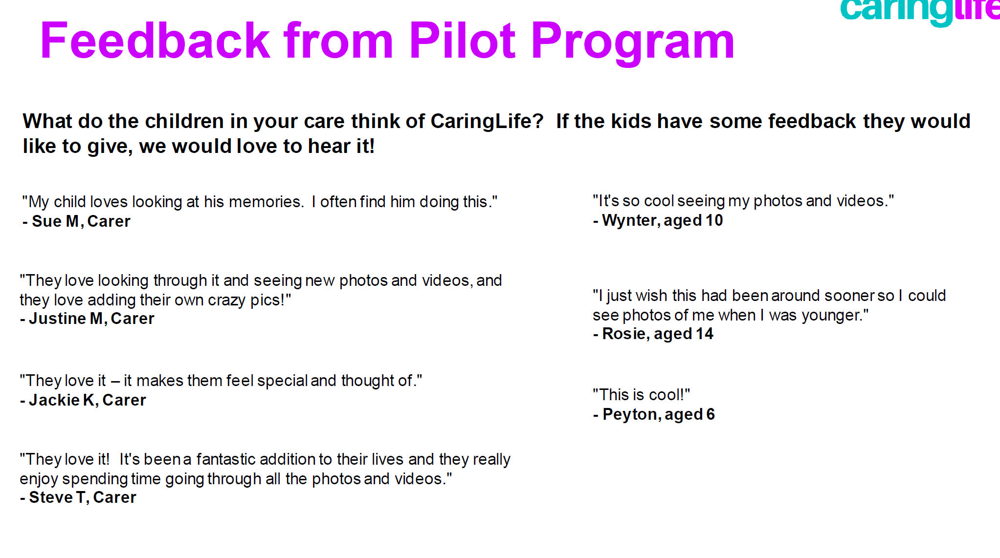 caringlife
Feedback from Pilot Program
What do the children in your care think of CaringLife?  If the kids have some feedback they would
like to give, we would love to hear it!
"My child loves looking at his memories.  I often find him doing this."
- Sue M, Carer
"They love looking through it and seeing new photos and videos, and
they love adding their own crazy pics!"
- Justine M, Carer
"They love it – it makes them feel special and thought of."
- Jackie K, Carer
"They love it!  It's been a fantastic addition to their lives and they really
enjoy spending time going through all the photos and videos."
- Steve T, Carer
"It's so cool seeing my photos and videos."
- Wynter, aged 10
"I just wish this had been around sooner so I could
see photos of me when I was younger."
- Rosie, aged 14
"This is cool!"
- Peyton, aged 6